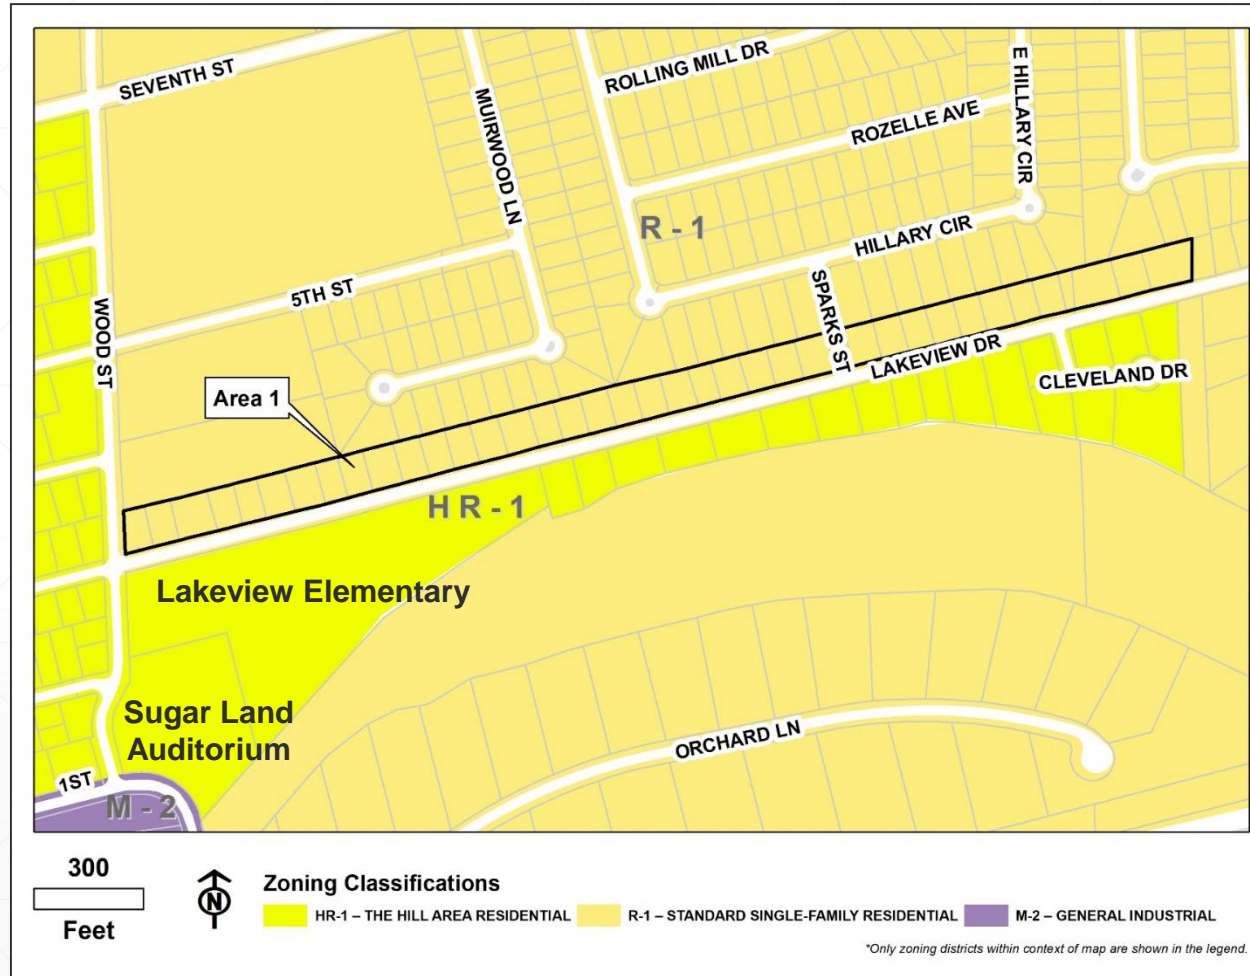 SEVENTH ST
MUIRWOOD LN
ROLLING MILL DR
ROZELLE AVE
E HILLARY CIR
R - 1
HILLARY CIR
SPARKS ST
5TH ST
WOOD ST
LAKEVIEW DR
CLEVELAND DR
Area 1
H R - 1
Lakeview Elementary
Sugar Land
Auditorium
ORCHARD LN
1ST
M - 2
300
Feet
N
Zoning Classifications
HR-1 – THE HILL AREA RESIDENTIAL
R-1 – STANDARD SINGLE-FAMILY RESIDENTIAL
M-2 – GENERAL INDUSTRIAL
*Only zoning districts within context of map are shown in the legend.